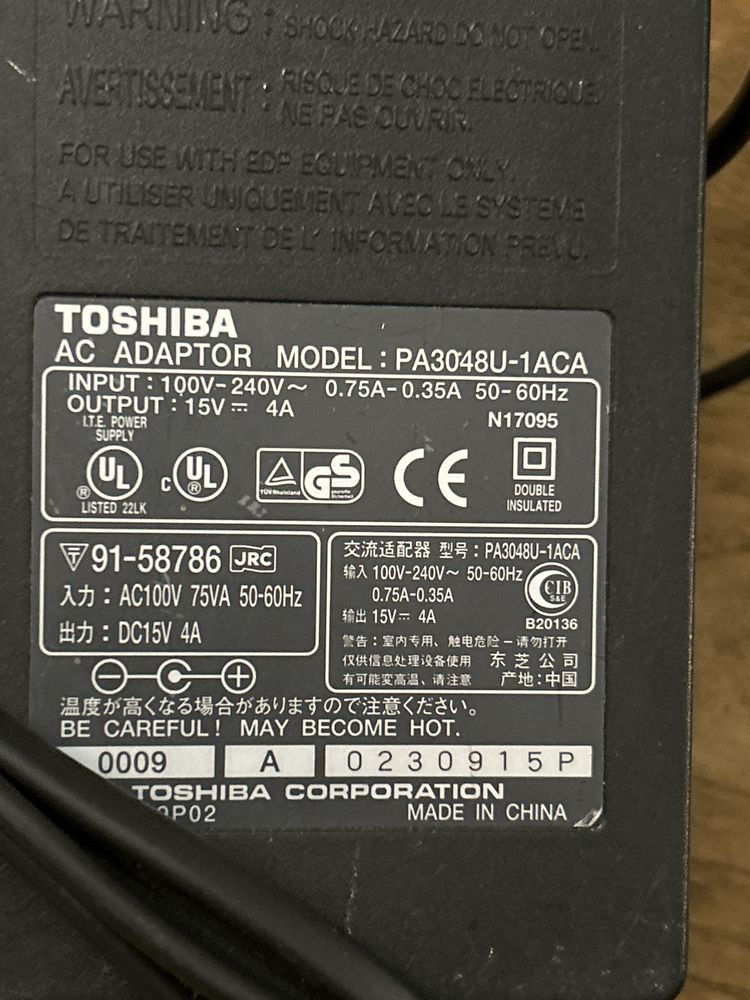 WARNING : SHOCK HAZARD DO NOT OPEN.
AVERTISSEMENT : RISQUE DE CHOC ELECTRIQUE.
NE PAS OUVRIR.
FOR USE WITH EDP EQUIPMENT ONLY.
A UTILISER UNIQUEMENT AVEC LE SYSTEME
DE TRAITEMENT DE L' INFORMATION PREVU.
TOSHIBA
AC ADAPTOR MODEL : PA3048U-1ACA
INPUT : 100V-240V～ 0.75A-0.35A 50-60Hz
OUTPUT : 15V⎓ 4A
N17095
I.T.E. POWER
SUPPLY
UL
®
LISTED 22LK
C UL
®
TÜVRheinland
GS
geprüfte
Sicherheit
CE
DOUBLE
INSULATED
T 91-58786 JRC
入力 : AC100V 75VA 50-60Hz
出力 : DC15V 4A
交流适配器 型号 : PA3048U-1ACA
输入 100V-240V～ 50-60Hz
0.75A-0.35A
输出 15V⎓ 4A
CIB
S&E
B20136
警告 : 室内专用、触电危险－请勿打开
仅供信息处理设备使用 东芝公司
有可能变高温、请注意 产地 : 中国
温度が高くなる場合がありますので注意ください。
BE CAREFUL! MAY BECOME HOT.
0009 A 0230915P
TOSHIBA CORPORATION
P02 MADE IN CHINA